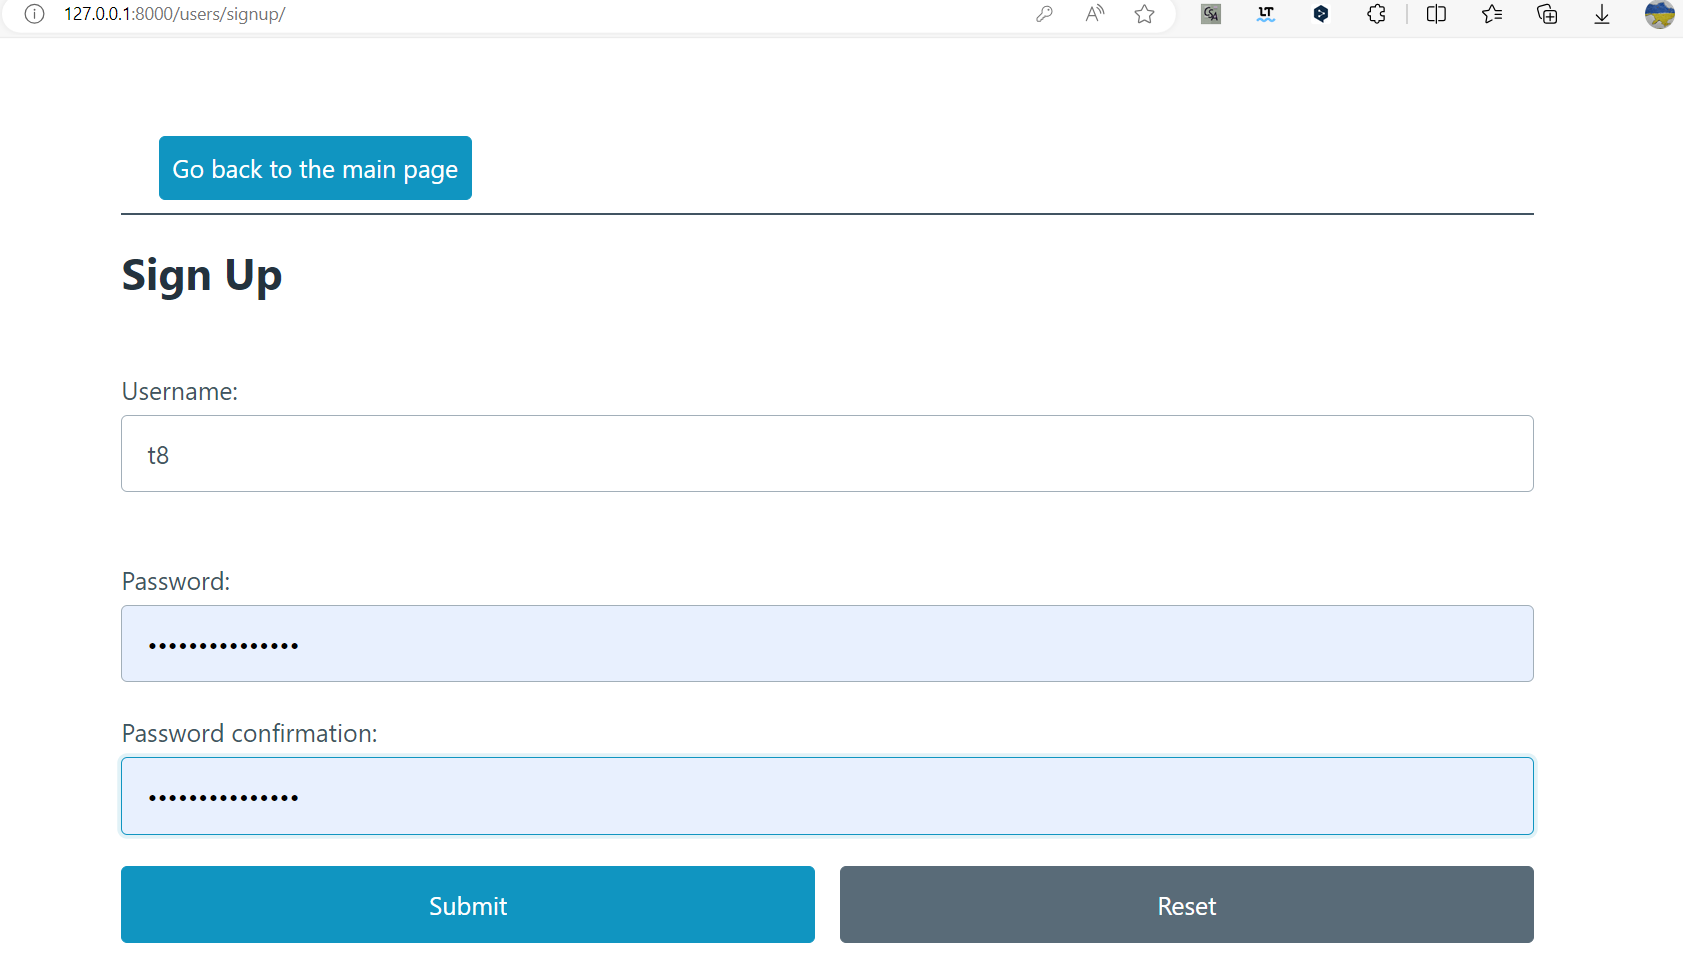 127.0.0.1:8000/users/signup/
Go back to the main page
Sign Up
Username:
t8
Password:
•••••••••••••••
Password confirmation:
•••••••••••••••
Submit Reset